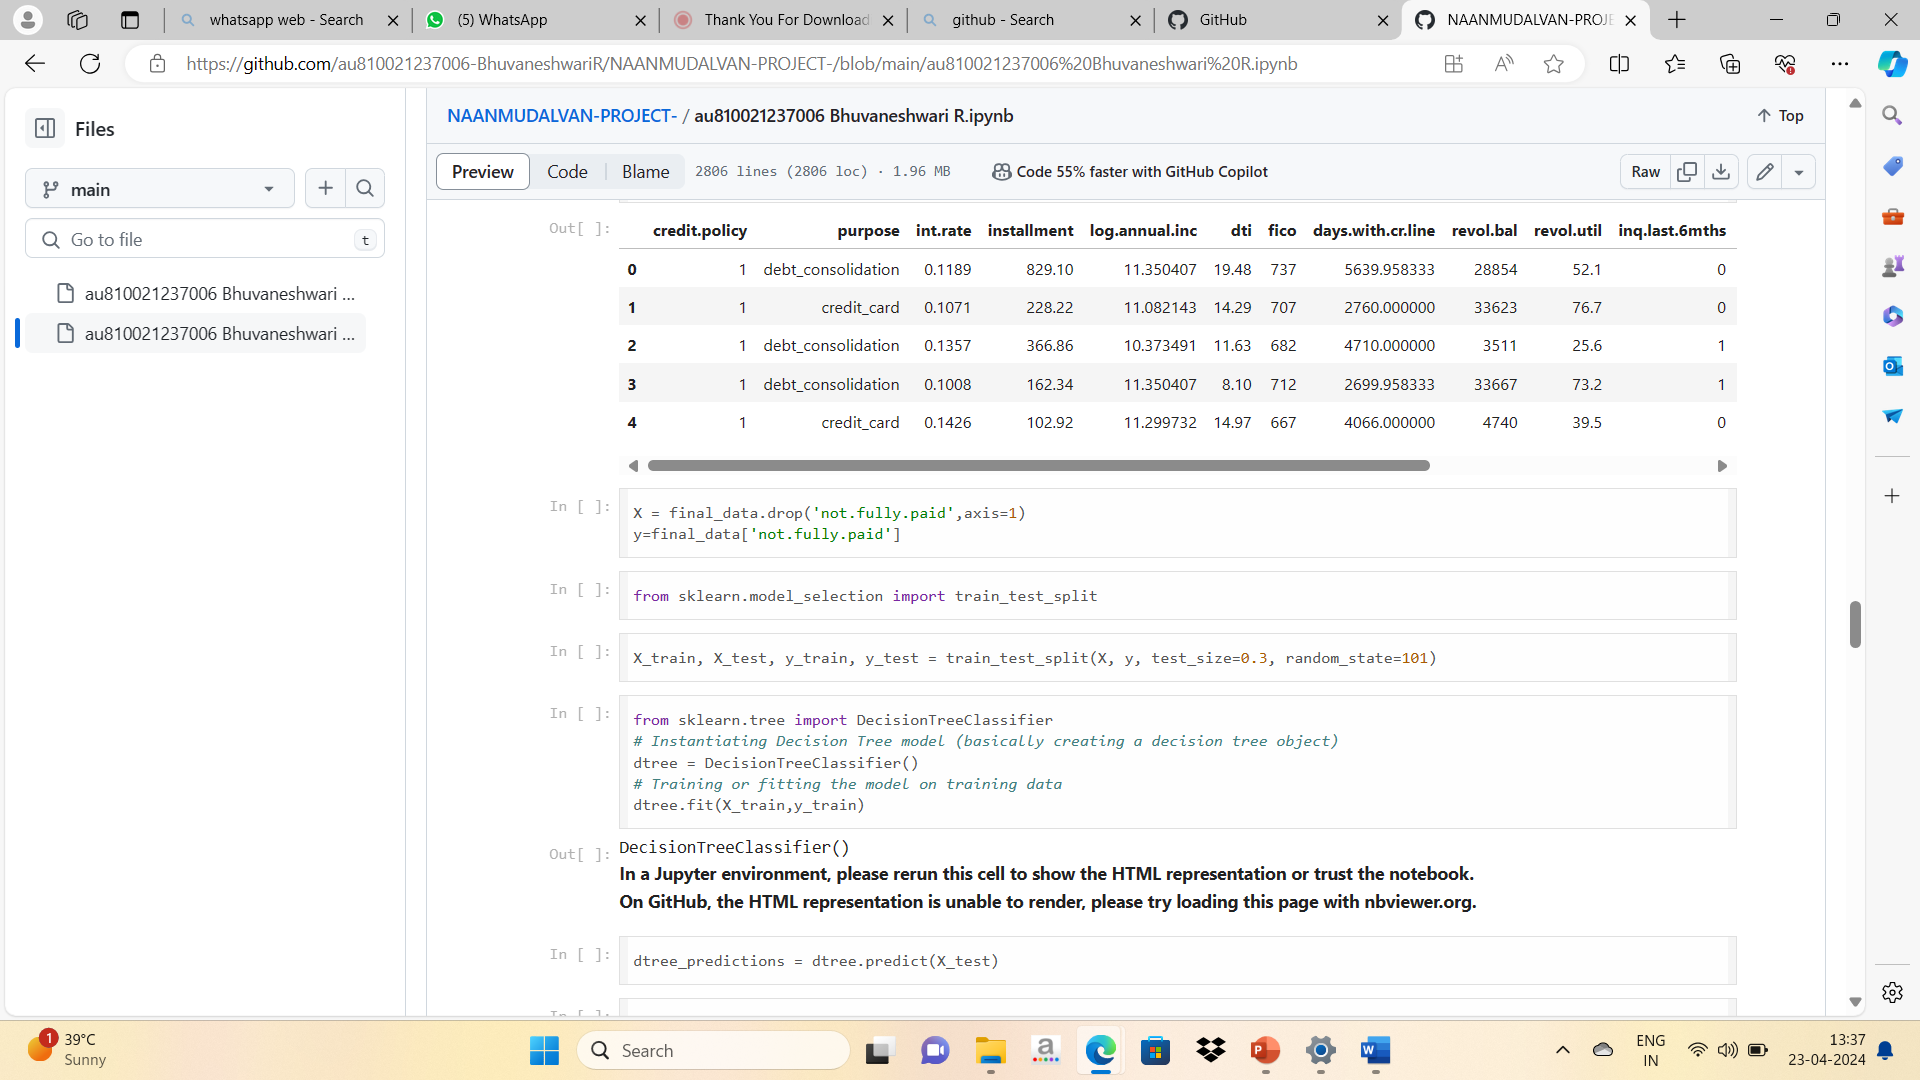 whatsapp web - Search
(5) WhatsApp
Thank You For Download
github - Search
GitHub
NAANMUDALVAN-PROJE
https://github.com/au810021237006-BhuvaneshwariR/NAANMUDALVAN-PROJECT-/blob/main/au810021237006%20Bhuvaneshwari%20R.ipynb
Files
NAANMUDALVAN-PROJECT- / au810021237006 Bhuvaneshwari R.ipynb
Top
main
Preview Code Blame 2806 lines (2806 loc) · 1.96 MB Code 55% faster with GitHub Copilot Raw
Go to file t
au810021237006 Bhuvaneshwari ...
au810021237006 Bhuvaneshwari ...
Out[ ]: credit.policy purpose int.rate installment log.annual.inc dti fico days.with.cr.line revol.bal revol.util inq.last.6mths
0 1 debt_consolidation 0.1189 829.10 11.350407 19.48 737 5639.958333 28854 52.1 0
1 1 credit_card 0.1071 228.22 11.082143 14.29 707 2760.000000 33623 76.7 0
2 1 debt_consolidation 0.1357 366.86 10.373491 11.63 682 4710.000000 3511 25.6 1
3 1 debt_consolidation 0.1008 162.34 11.350407 8.10 712 2699.958333 33667 73.2 1
4 1 credit_card 0.1426 102.92 11.299732 14.97 667 4066.000000 4740 39.5 0
In [ ]: X = final_data.drop('not.fully.paid',axis=1)
y=final_data['not.fully.paid']
In [ ]: from sklearn.model_selection import train_test_split
In [ ]: X_train, X_test, y_train, y_test = train_test_split(X, y, test_size=0.3, random_state=101)
In [ ]: from sklearn.tree import DecisionTreeClassifier
# Instantiating Decision Tree model (basically creating a decision tree object)
dtree = DecisionTreeClassifier()
# Training or fitting the model on training data
dtree.fit(X_train,y_train)
Out[ ]: DecisionTreeClassifier()
In a Jupyter environment, please rerun this cell to show the HTML representation or trust the notebook.
On GitHub, the HTML representation is unable to render, please try loading this page with nbviewer.org.
In [ ]: dtree_predictions = dtree.predict(X_test)
In [ ]:
1
39°C
Sunny
Search
ENG
IN
13:37
23-04-2024